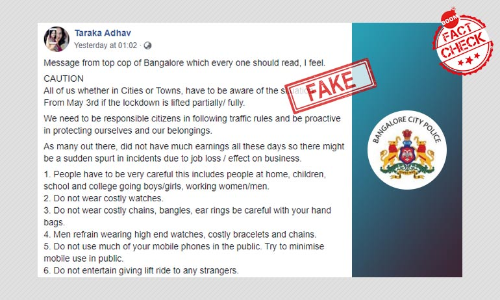 Taraka Adhav
Yesterday at 01:02 ·
Message from top cop of Bangalore which every one should read, I feel.
CAUTION
All of us whether in Cities or Towns, have to be aware of the
From May 3rd if the lockdown is lifted partially/ fully.
We need to be responsible citizens in following traffic rules and be proactive
in protecting ourselves and our belongings.
As many out there, did not have much earnings all these days so there might
be a sudden spurt in incidents due to job loss / effect on business.
1. People have to be very careful this includes people at home, children,
school and college going boys/girls, working women/men.
2. Do not wear costly watches.
3. Do not wear costly chains, bangles, ear rings be careful with your hand
bags.
4. Men refrain wearing high end watches, costly bracelets and chains.
5. Do not use much of your mobile phones in the public. Try to minimise
mobile use in public.
6. Do not entertain giving lift ride to any strangers.
FAKE
BOOM
FACT
CHECK
BANGALORE CITY POLICE